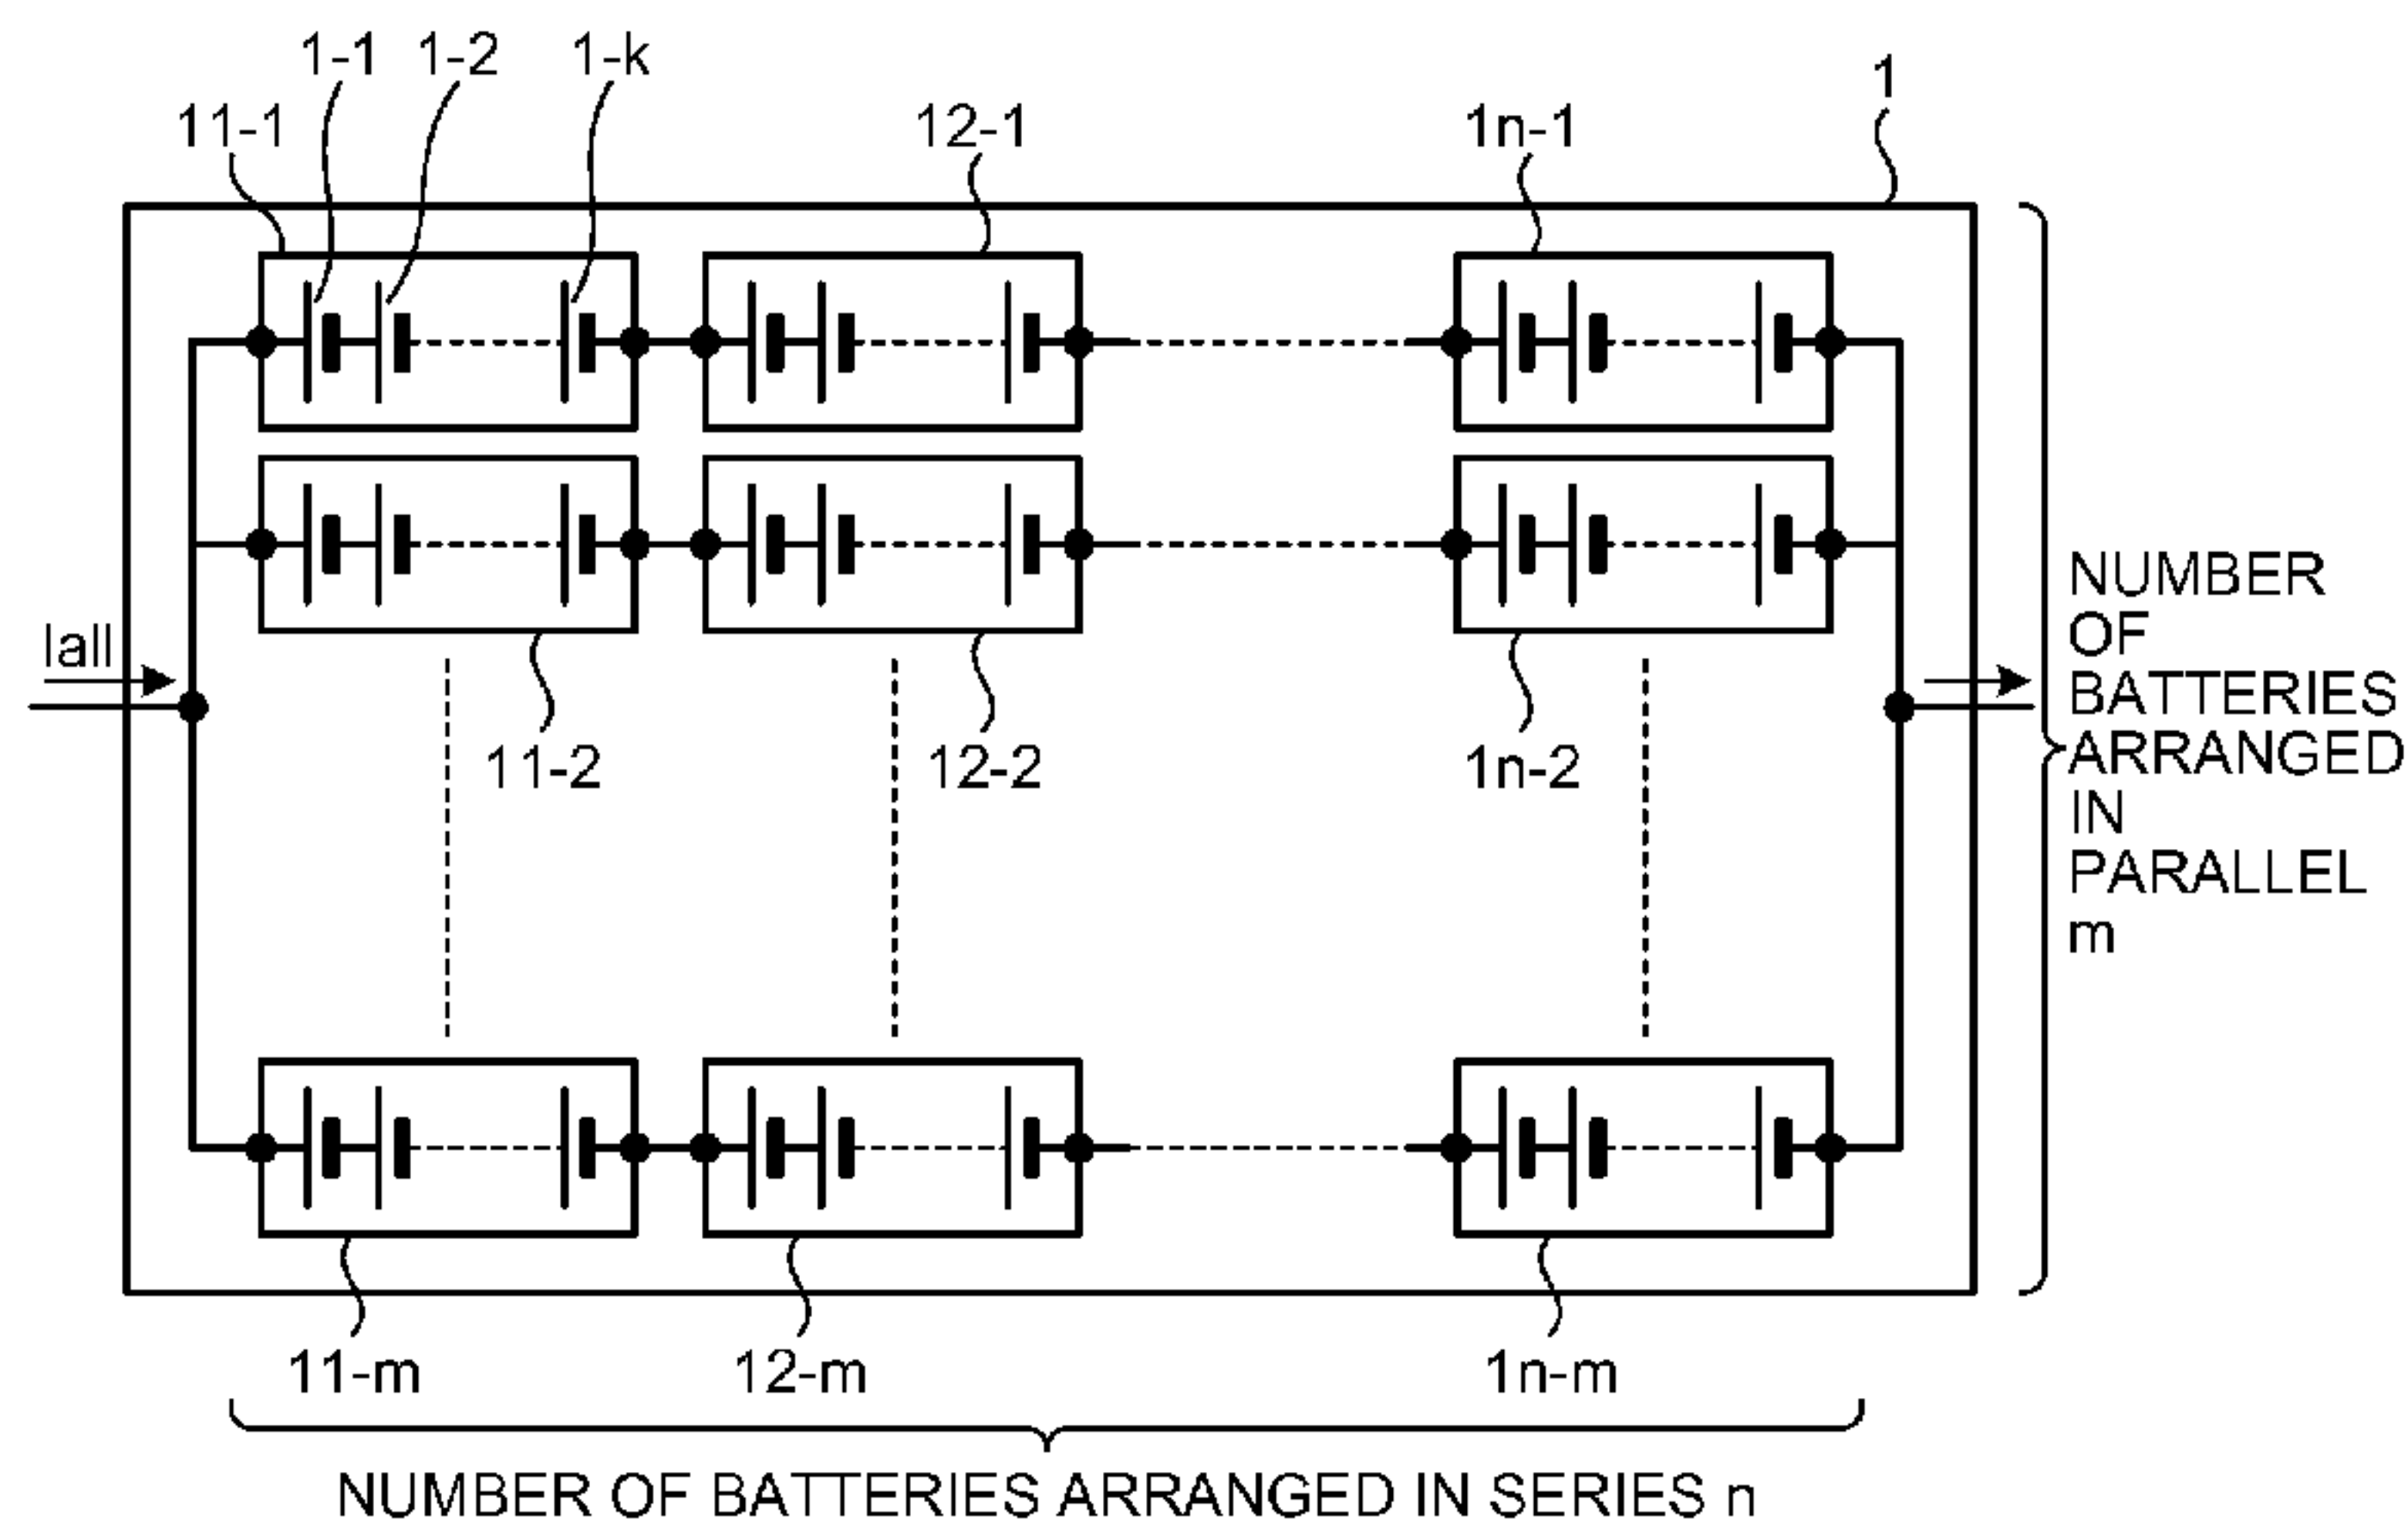 1-1 1-2 1-k 1
11-1 12-1 1n-1
Iall
11-2 12-2 1n-2
NUMBER
OF
BATTERIES
ARRANGED
IN
PARALLEL
m
11-m 12-m 1n-m
NUMBER OF BATTERIES ARRANGED IN SERIES n